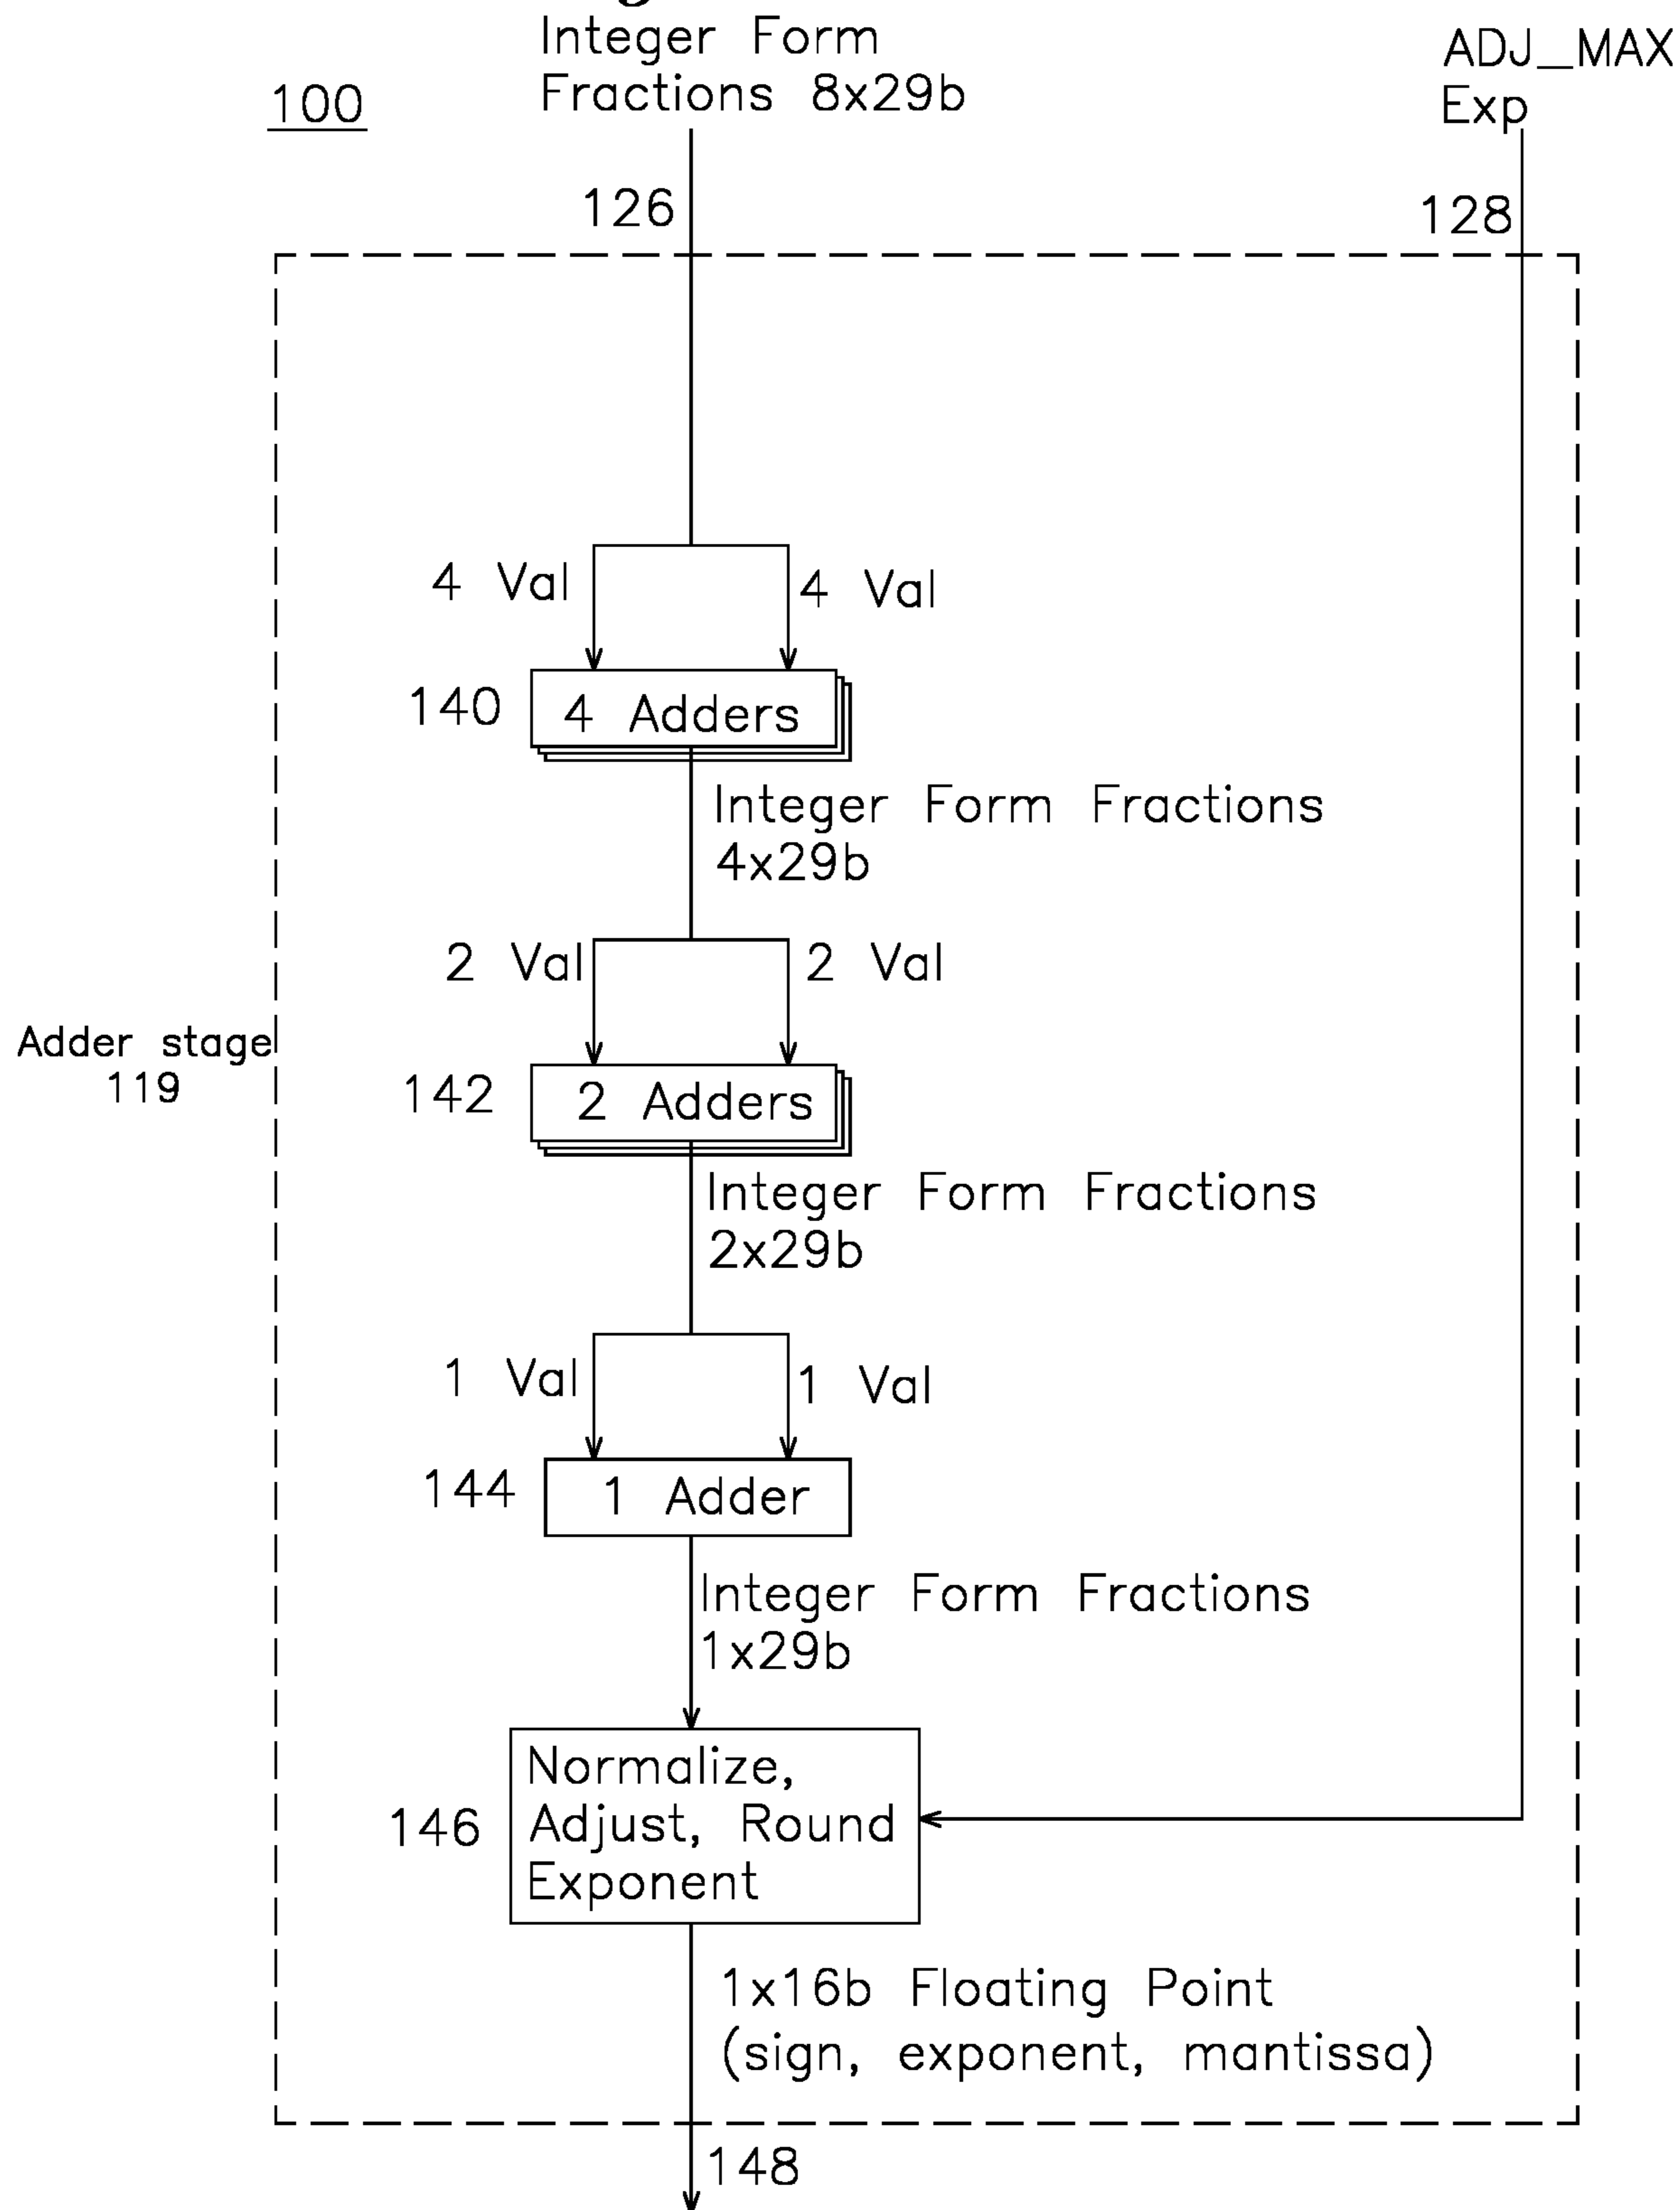 Integer Form
Fractions 8x29b
ADJ_MAX
Exp
100
126
128
4 Val
4 Val
140
4 Adders
Integer Form Fractions
4x29b
2 Val
2 Val
Adder stage
119
142
2 Adders
Integer Form Fractions
2x29b
1 Val
1 Val
144
1 Adder
Integer Form Fractions
1x29b
146
Normalize,
Adjust, Round
Exponent
1x16b Floating Point
(sign, exponent, mantissa)
148